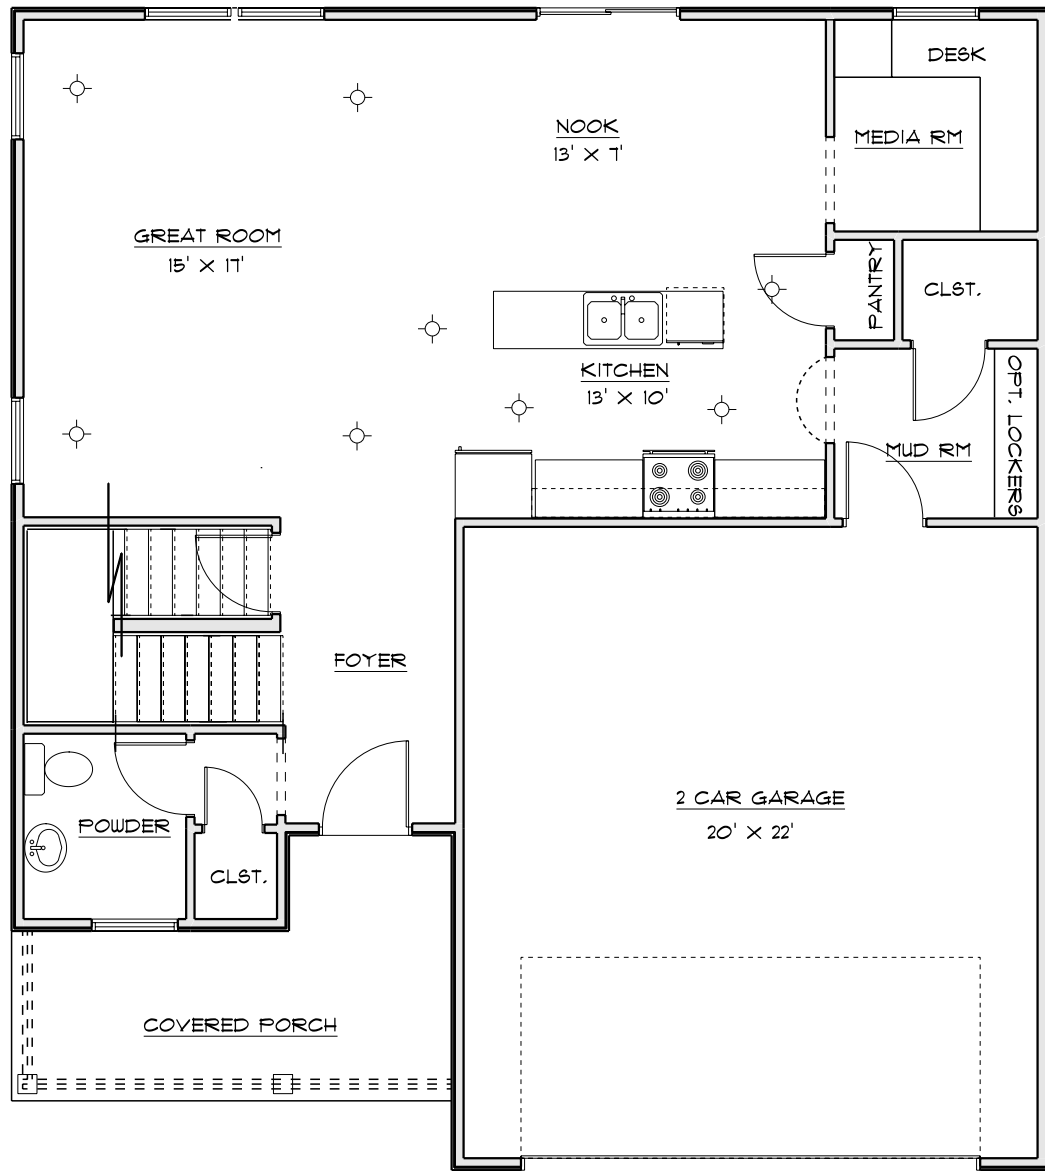 DESK
NOOK
13' X 7'
MEDIA RM
GREAT ROOM
15' X 17'
PANTRY
CLST.
KITCHEN
13' X 10'
OPT. LOCKERS
MUD RM
FOYER
2 CAR GARAGE
20' X 22'
POWDER
CLST.
COVERED PORCH